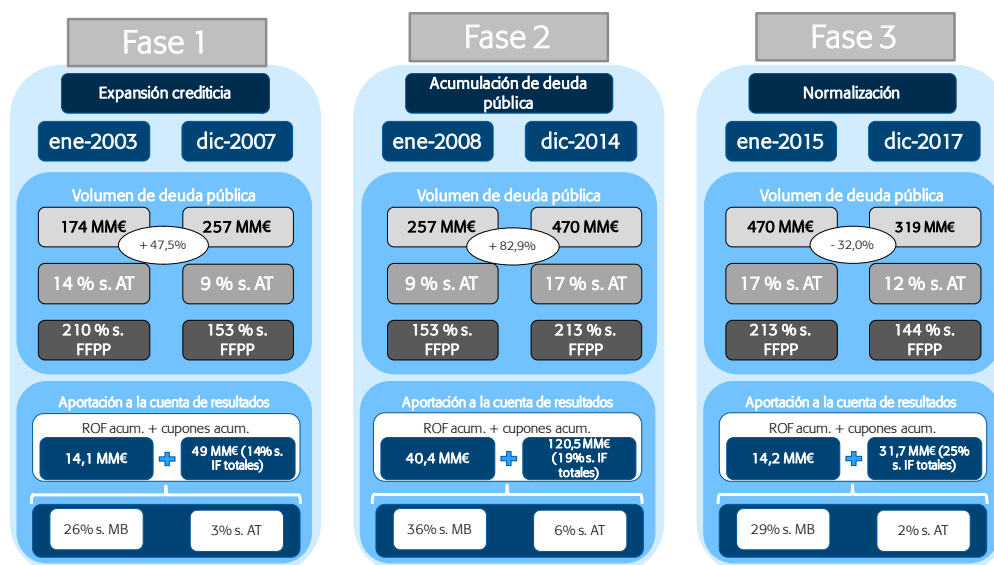 Fase 1
Expansión crediticia
ene-2003
dic-2007
Volumen de deuda pública
174 MM€
257 MM€
+ 47,5%
14 % s. AT
9 % s. AT
210 % s.
FFPP
153 % s.
FFPP
Aportación a la cuenta de resultados
ROF acum. + cupones acum.
14,1 MM€
49 MM€ (14% s.
IF totales)
26% s. MB
3% s. AT
Fase 2
Acumulación de deuda
pública
ene-2008
dic-2014
Volumen de deuda pública
257 MM€
470 MM€
+ 82,9%
9 % s. AT
17 % s. AT
153 % s.
FFPP
213 % s.
FFPP
Aportación a la cuenta de resultados
ROF acum. + cupones acum.
40,4 MM€
120,5 MM€
(19% s. IF
totales)
36% s. MB
6% s. AT
Fase 3
Normalización
ene-2015
dic-2017
Volumen de deuda pública
470 MM€
319 MM€
- 32,0%
17 % s. AT
12 % s. AT
213 % s.
FFPP
144 % s.
FFPP
Aportación a la cuenta de resultados
ROF acum. + cupones acum.
14,2 MM€
31,7 MM€ (25%
s. IF totales)
29% s. MB
2% s. AT